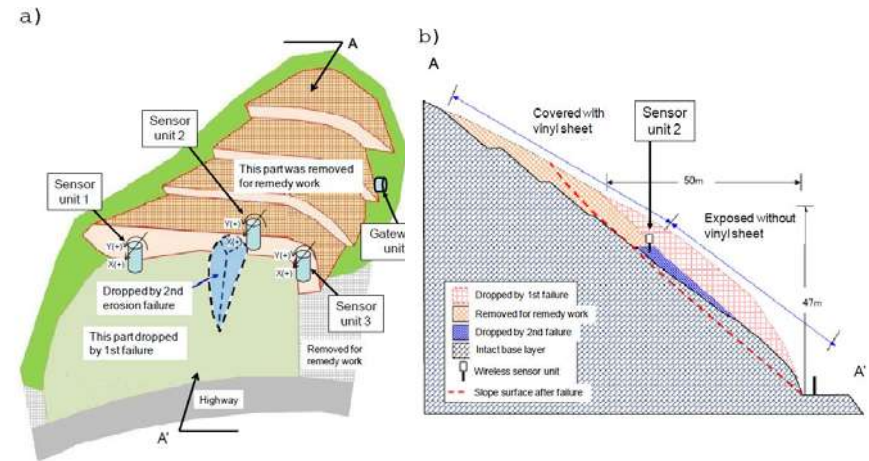 a)
A
Sensor
unit 2
Sensor
unit 1
This part was removed
for remedy work
Gatew
unit
Y(+)
X(+)
Y(+)
X(+)
Y(+)
X(+)
Dropped by 2nd
erosion failure
Sensor
unit 3
This part dropped
by 1st failure
Removed for
remedy work
Highway
A'
b)
A
Covered with
vinyl sheet
Sensor
unit 2
50m
Exposed without
vinyl sheet
47m
Dropped by 1st failure
Removed for remedy work
Dropped by 2nd failure
Intact base layer
Wireless sensor unit
Slope surface after failure
A'